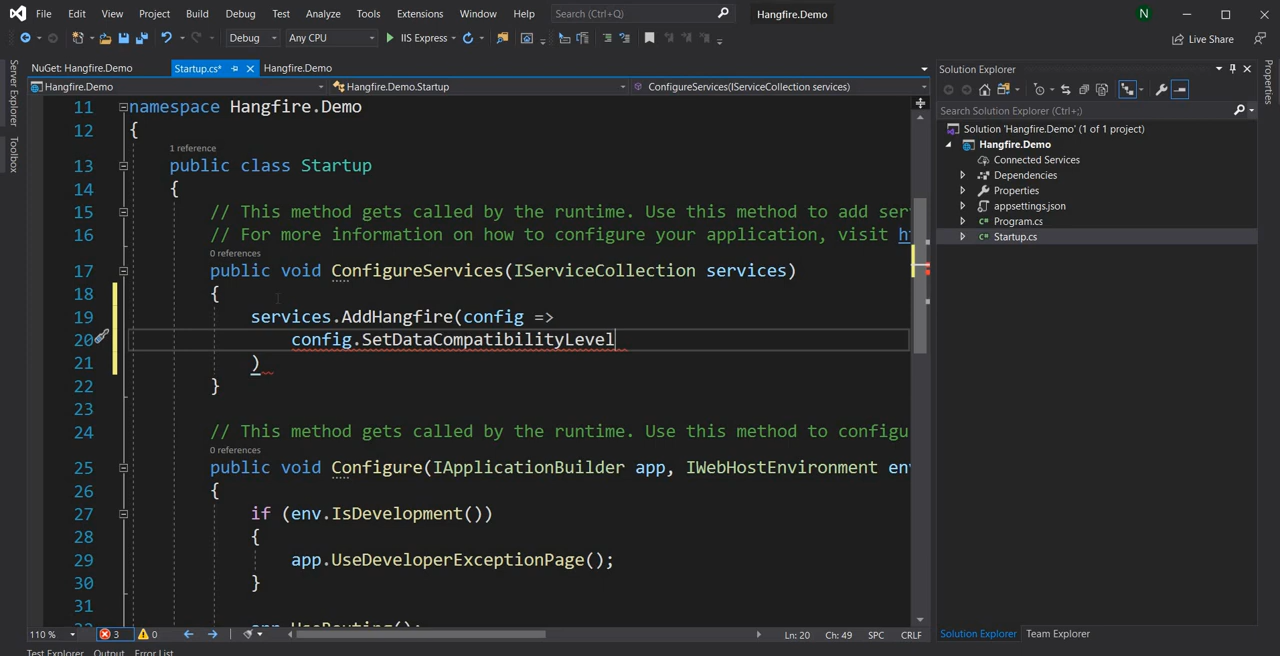 File Edit View Project Build Debug Test Analyze Tools Extensions Window Help Search (Ctrl+Q) Hangfire.Demo N
Debug Any CPU IIS Express Live Share
NuGet: Hangfire.Demo Startup.cs* Hangfire.Demo
Hangfire.Demo Hangfire.Demo.Startup ConfigureServices(IServiceCollection services)
Server Explorer
Toolbox
11 namespace Hangfire.Demo
12 {
1 reference
13 public class Startup
14 {
15 // This method gets called by the runtime. Use this method to add ser
16 // For more information on how to configure your application, visit h
0 references
17 public void ConfigureServices(IServiceCollection services)
18 {
19 services.AddHangfire(config =>
20 config.SetDataCompatibilityLevel
21 )
22 }
23
24 // This method gets called by the runtime. Use this method to configu
0 references
25 public void Configure(IApplicationBuilder app, IWebHostEnvironment en
26 {
27 if (env.IsDevelopment())
28 {
29 app.UseDeveloperExceptionPage();
30 }
31
app.UseRouting();
110 % 3 0 Ln: 20 Ch: 49 SPC CRLF
Test Explorer Output Error List
Solution Explorer
Search Solution Explorer (Ctrl+;)
Solution 'Hangfire.Demo' (1 of 1 project)
Hangfire.Demo
Connected Services
Dependencies
Properties
appsettings.json
C# Program.cs
C# Startup.cs
Solution Explorer Team Explorer
Properties